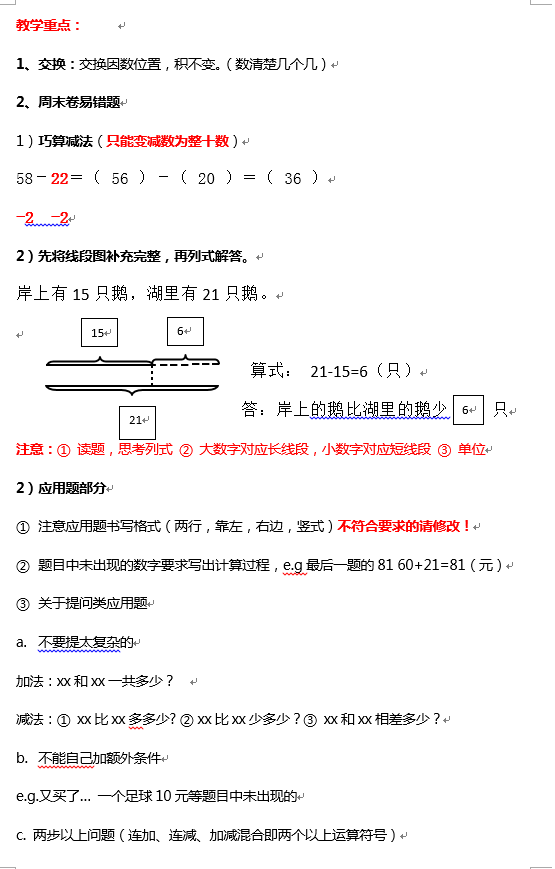 教学重点：
1、交换：交换因数位置，积不变。（数清楚几个几）
2、周末卷易错题
1）巧算减法（只能变减数为整十数）
58－22＝（ 56 ）－（ 20 ）＝（ 36 ）
-2 -2
2）先将线段图补充完整，再列式解答。
岸上有 15 只鹅，湖里有 21 只鹅。
15 6
算式： 21-15=6（只）
答：岸上的鹅比湖里的鹅少 6 只
21
注意：① 读题，思考列式 ② 大数字对应长线段，小数字对应短线段 ③ 单位
2）应用题部分
① 注意应用题书写格式（两行，靠左，右边，竖式）不符合要求的请修改！
② 题目中未出现的数字要求写出计算过程，e.g 最后一题的 81 60+21=81（元）
③ 关于提问类应用题
a. 不要提太复杂的
加法：xx 和 xx 一共多少？
减法：① xx 比 xx 多多少? ② xx 比 xx 少多少？③ xx 和 xx 相差多少？
b. 不能自己加额外条件
e.g.又买了... 一个足球 10 元等题目中未出现的
c. 两步以上问题（连加、连减、加减混合即两个以上运算符号）